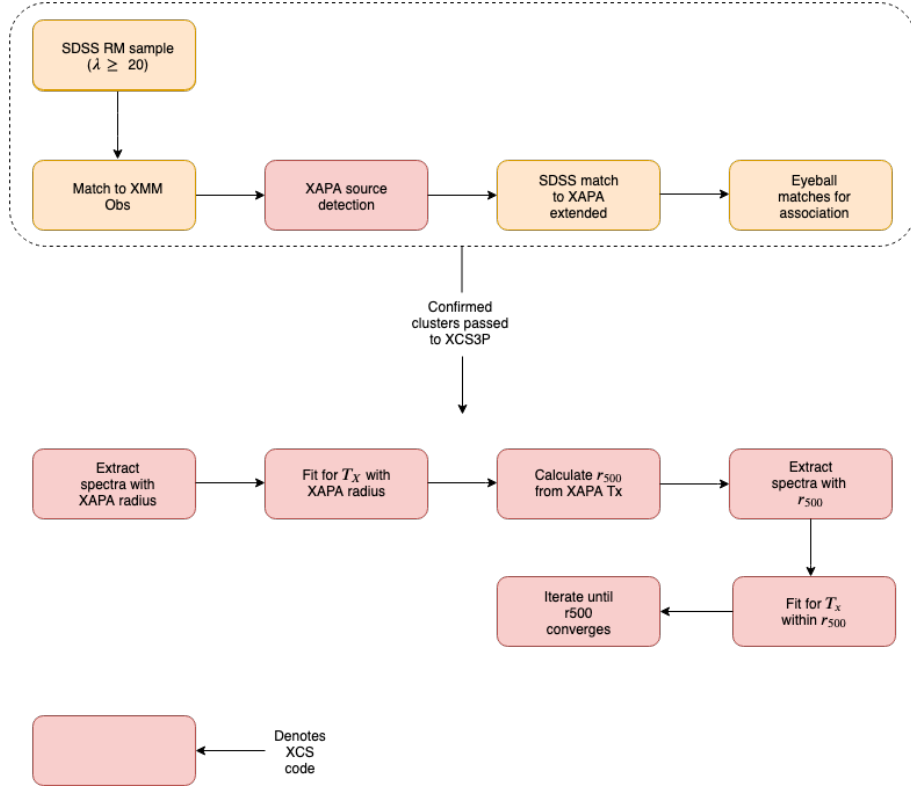 SDSS RM sample
(λ ≥ 20)
Match to XMM
Obs
XAPA source
detection
SDSS match
to XAPA
extended
Eyeball
matches for
association
Confirmed
clusters passed
to XCS3P
Extract
spectra with
XAPA radius
Fit for T_X with
XAPA radius
Calculate r_500
from XAPA Tx
Extract
spectra with
r_500
Iterate until
r500
converges
Fit for T_x
within r_500
Denotes
XCS
code